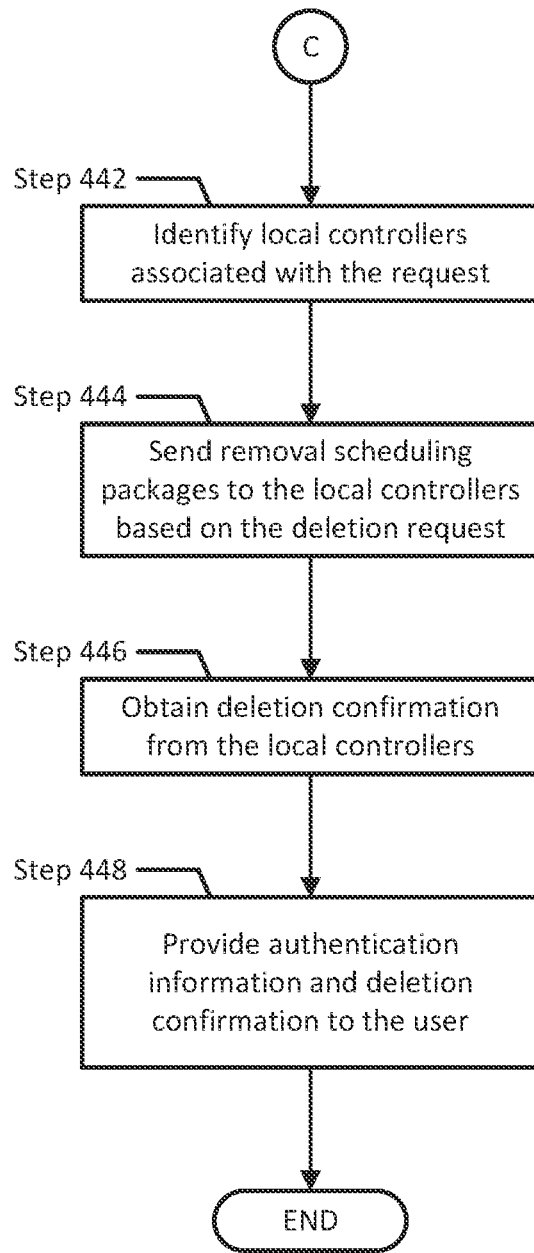 C
Step 442
Identify local controllers
associated with the request
Step 444
Send removal scheduling
packages to the local controllers
based on the deletion request
Step 446
Obtain deletion confirmation
from the local controllers
Step 448
Provide authentication
information and deletion
confirmation to the user
END